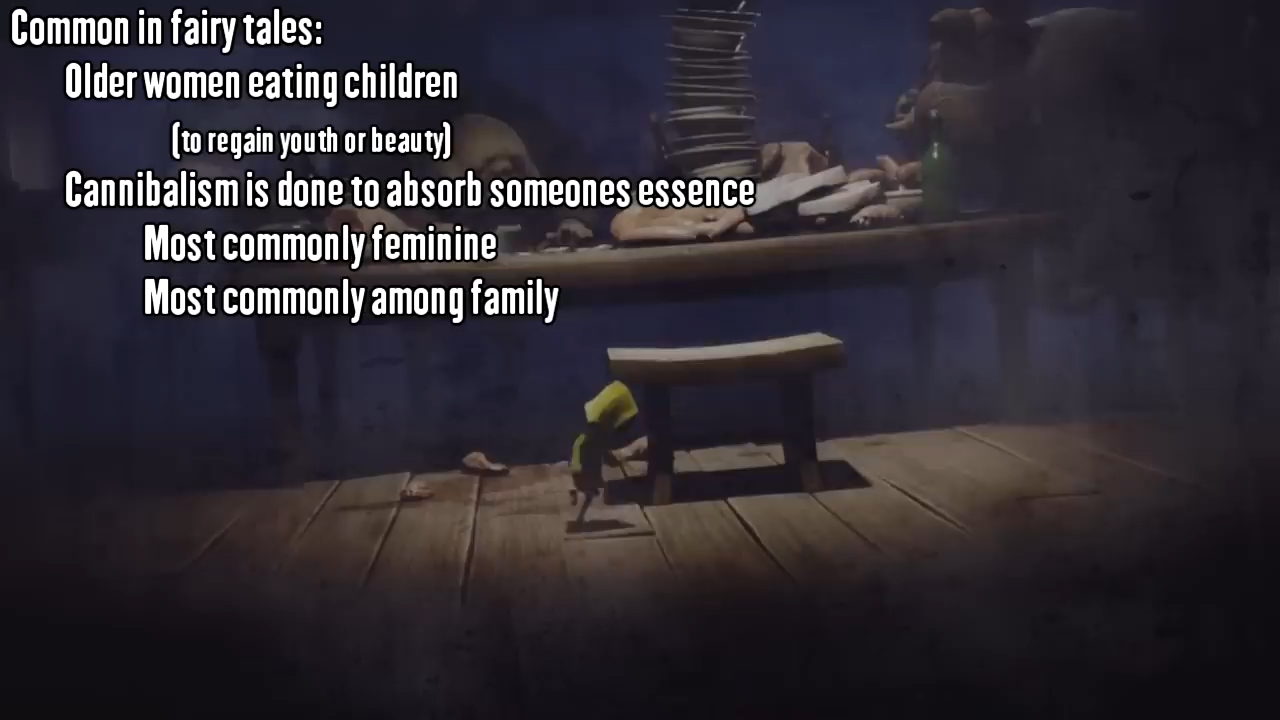 Common in fairy tales:
Older women eating children
(to regain youth or beauty)
Cannibalism is done to absorb someones essence
Most commonly feminine
Most commonly among family